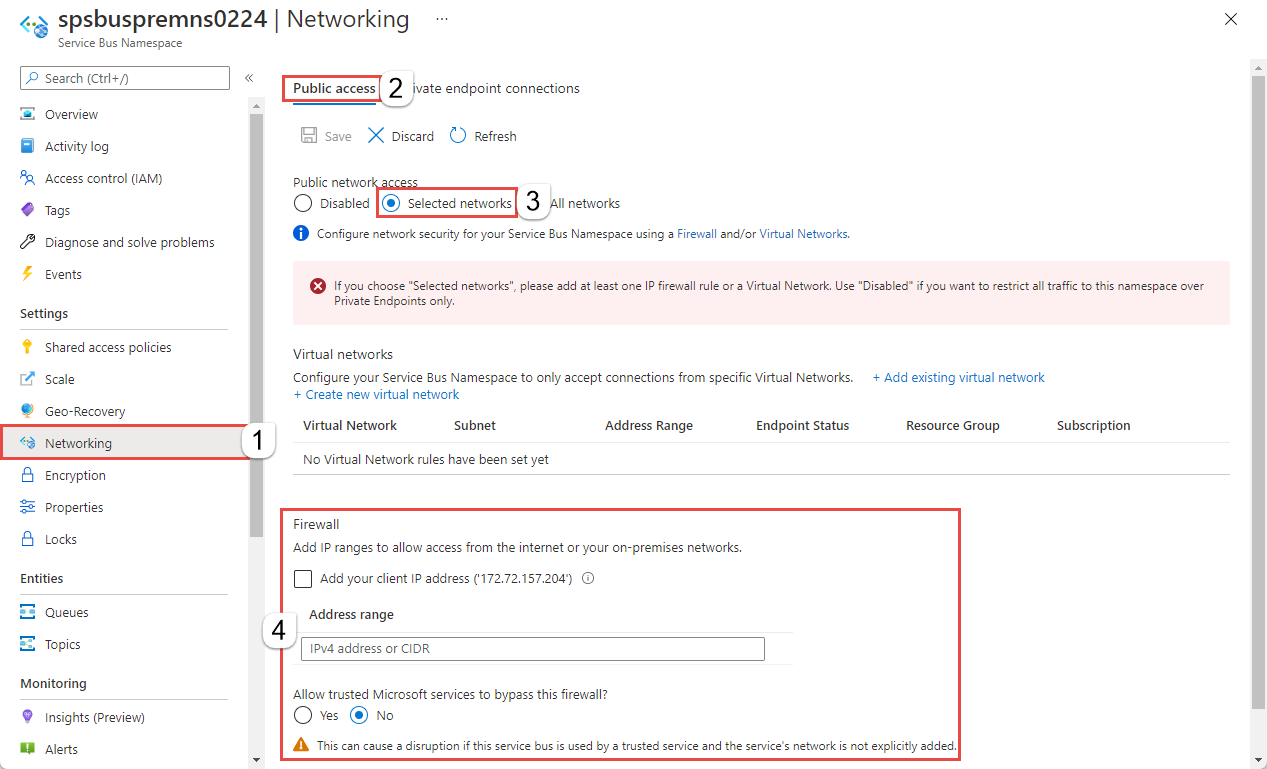 spsbuspremns0224 | Networking ...
Service Bus Namespace
Search (Ctrl+/)
«
Overview
Activity log
Access control (IAM)
Tags
Diagnose and solve problems
Events
Settings
Shared access policies
Scale
Geo-Recovery
Networking
1
Encryption
Properties
Locks
Entities
Queues
Topics
Monitoring
Insights (Preview)
Alerts
Public access 2 ivate endpoint connections
Save Discard Refresh
Public network access
Disabled Selected networks 3 All networks
Configure network security for your Service Bus Namespace using a Firewall and/or Virtual Networks.
If you choose "Selected networks", please add at least one IP firewall rule or a Virtual Network. Use "Disabled" if you want to restrict all traffic to this namespace over
Private Endpoints only.
Virtual networks
Configure your Service Bus Namespace to only accept connections from specific Virtual Networks. + Add existing virtual network
+ Create new virtual network
Virtual Network Subnet Address Range Endpoint Status Resource Group Subscription
No Virtual Network rules have been set yet
Firewall
Add IP ranges to allow access from the internet or your on-premises networks.
Add your client IP address ('172.72.157.204')
Address range
4
IPv4 address or CIDR
Allow trusted Microsoft services to bypass this firewall?
Yes No
This can cause a disruption if this service bus is used by a trusted service and the service's network is not explicitly added.